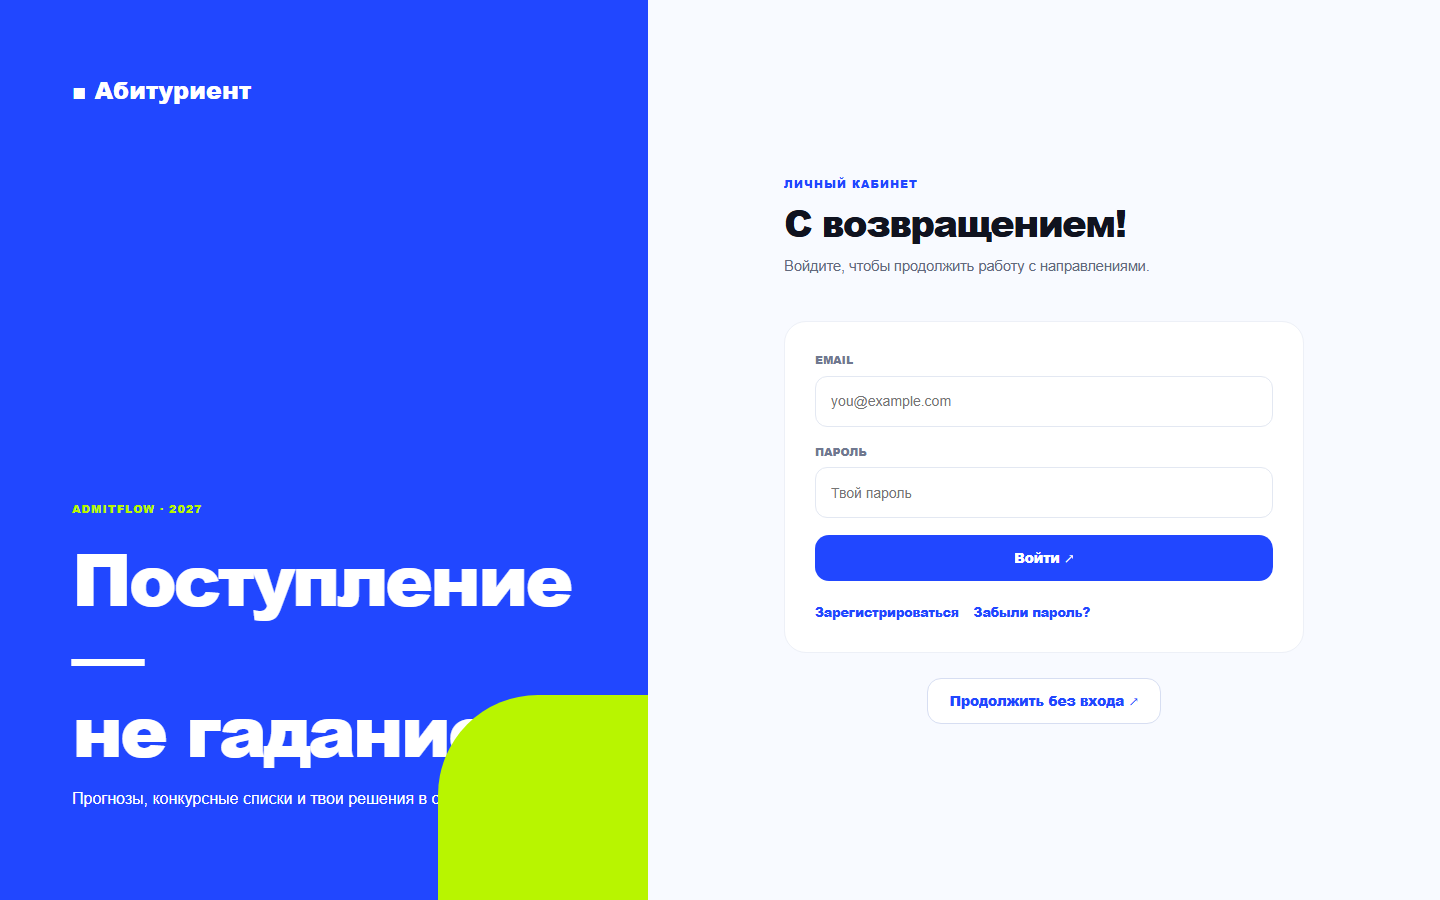 Абитуриент
ADMITFLOW · 2027
Поступление
—
не гадание
Прогнозы, конкурсные списки и твои решения в
ЛИЧНЫЙ КАБИНЕТ
С возвращением!
Войдите, чтобы продолжить работу с направлениями.
EMAIL
you@example.com
ПАРОЛЬ
Твой пароль
Войти ↗
Зарегистрироваться Забыли пароль?
Продолжить без входа ↗